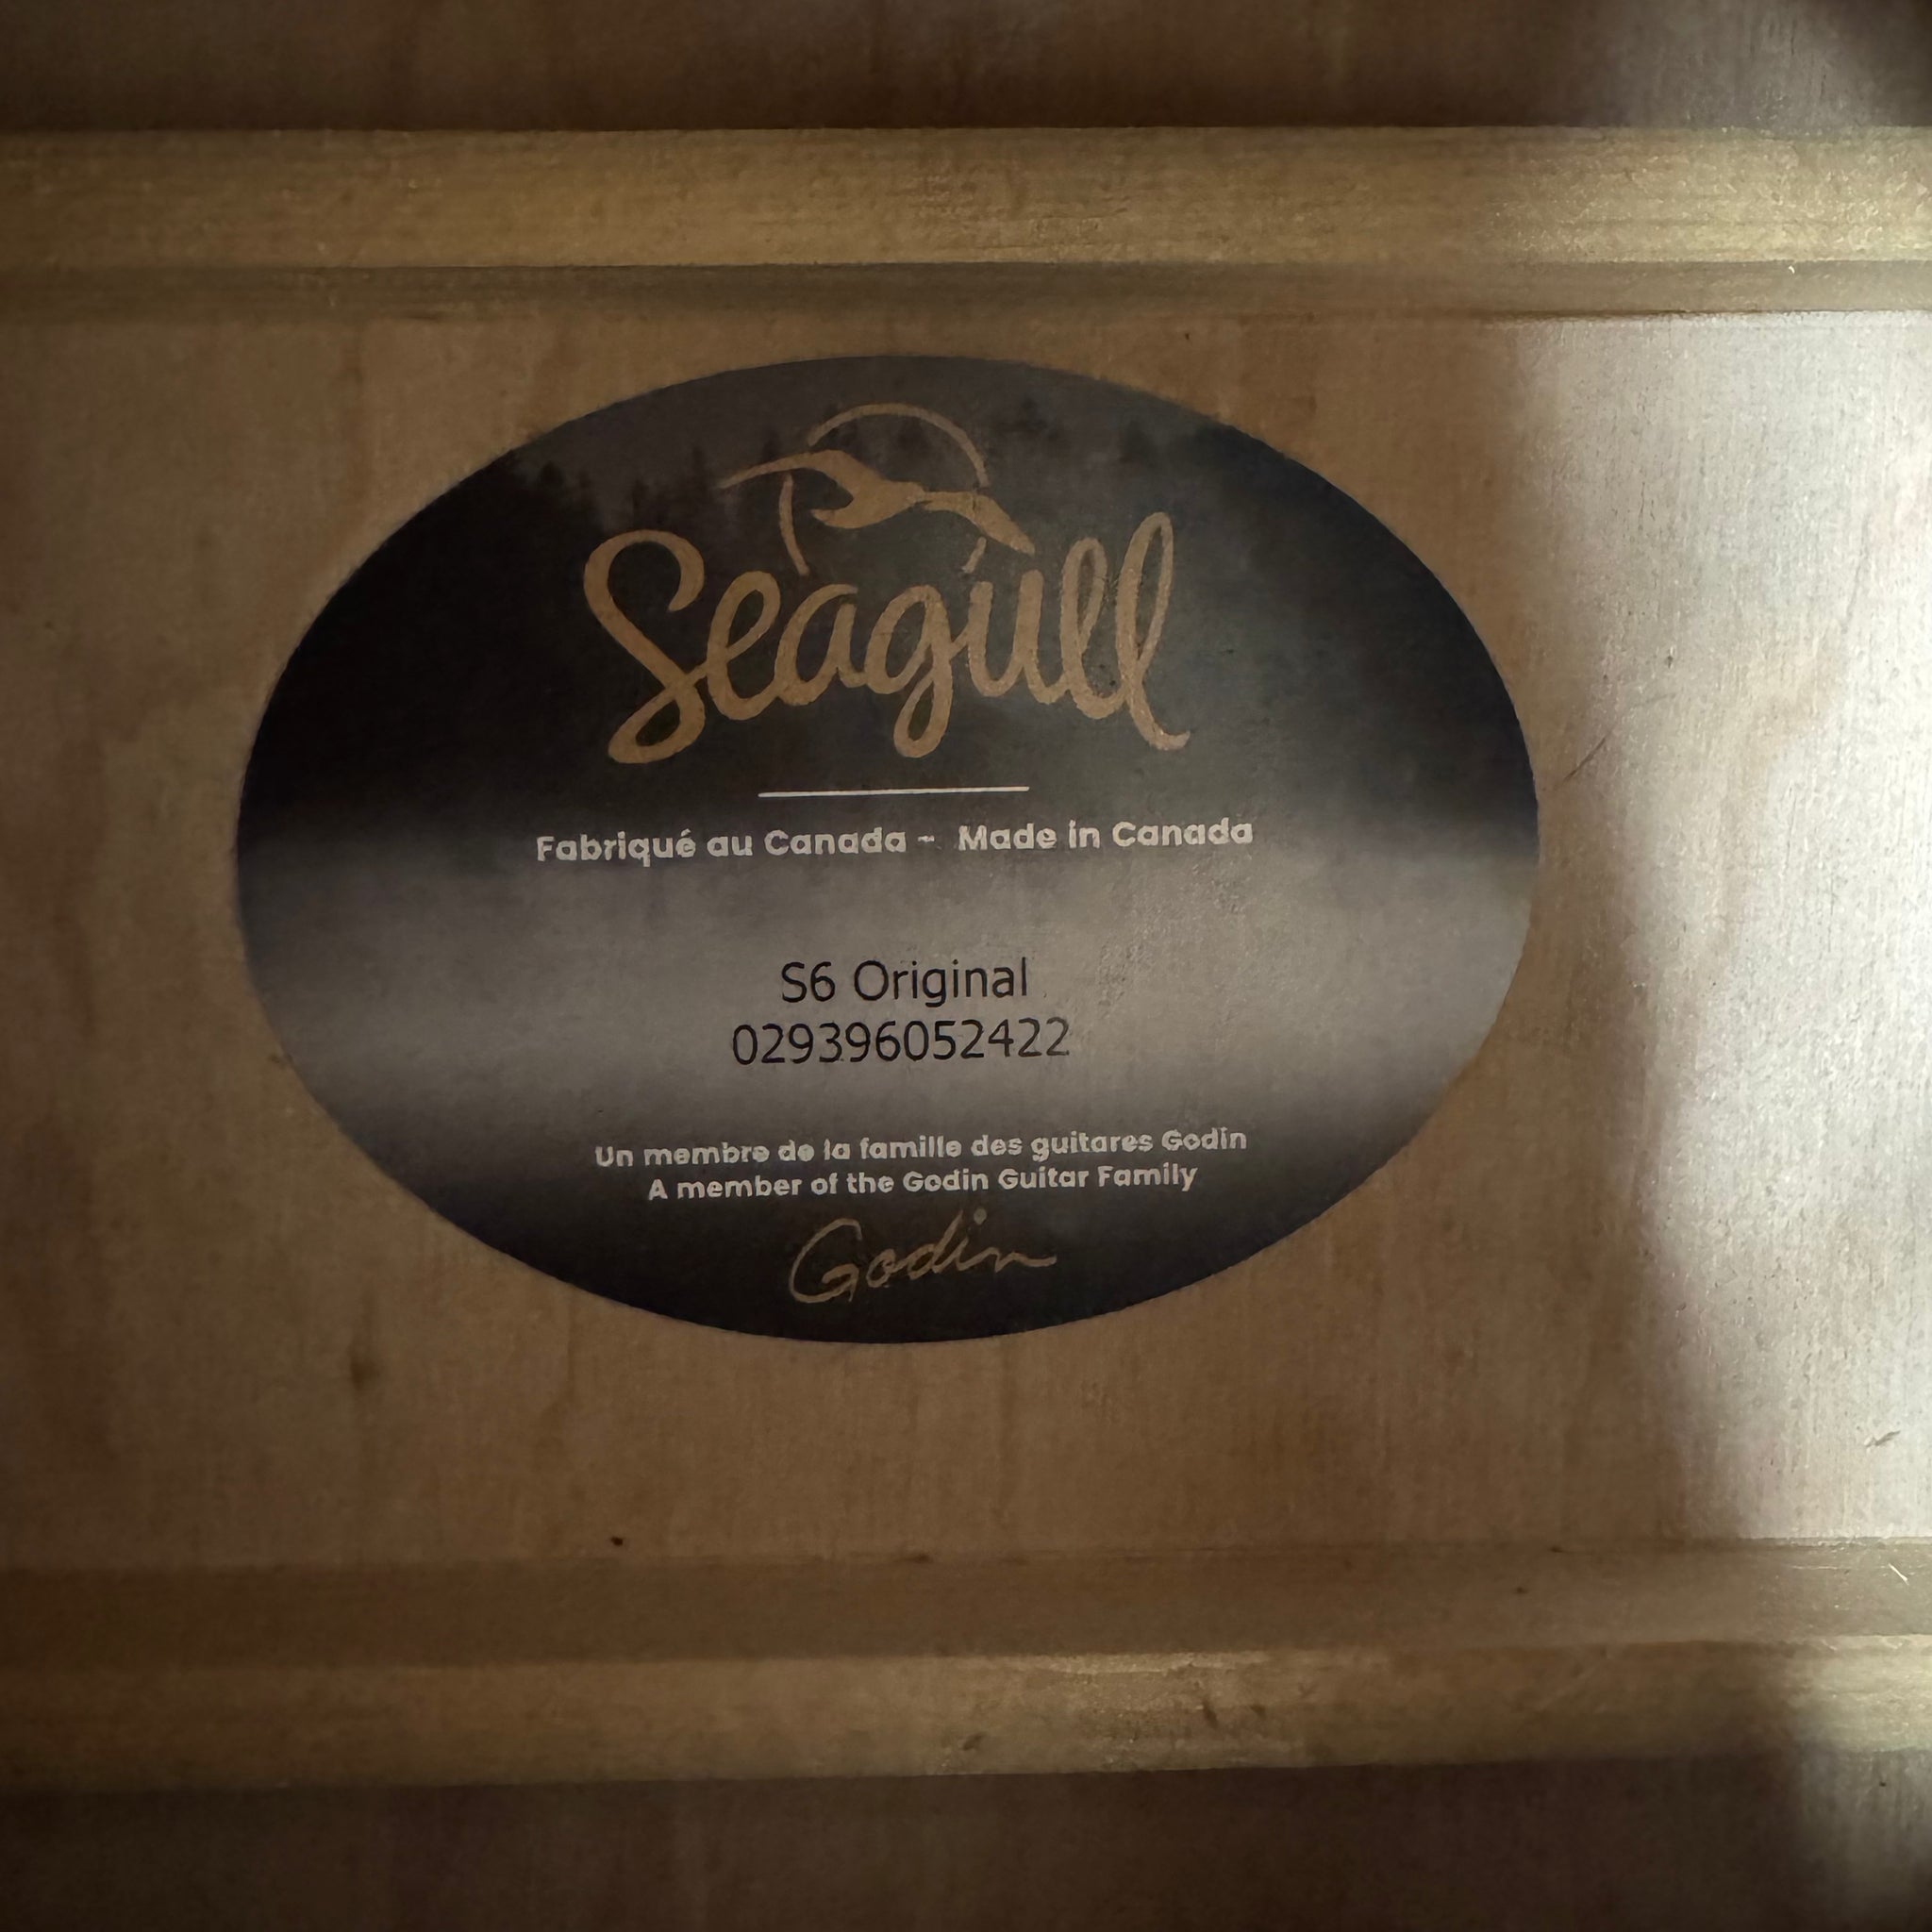 Seagull
Fabriqué au Canada - Made in Canada
S6 Original
029396052422
Un membre de la famille des guitares Godin
A member of the Godin Guitar Family
Godin